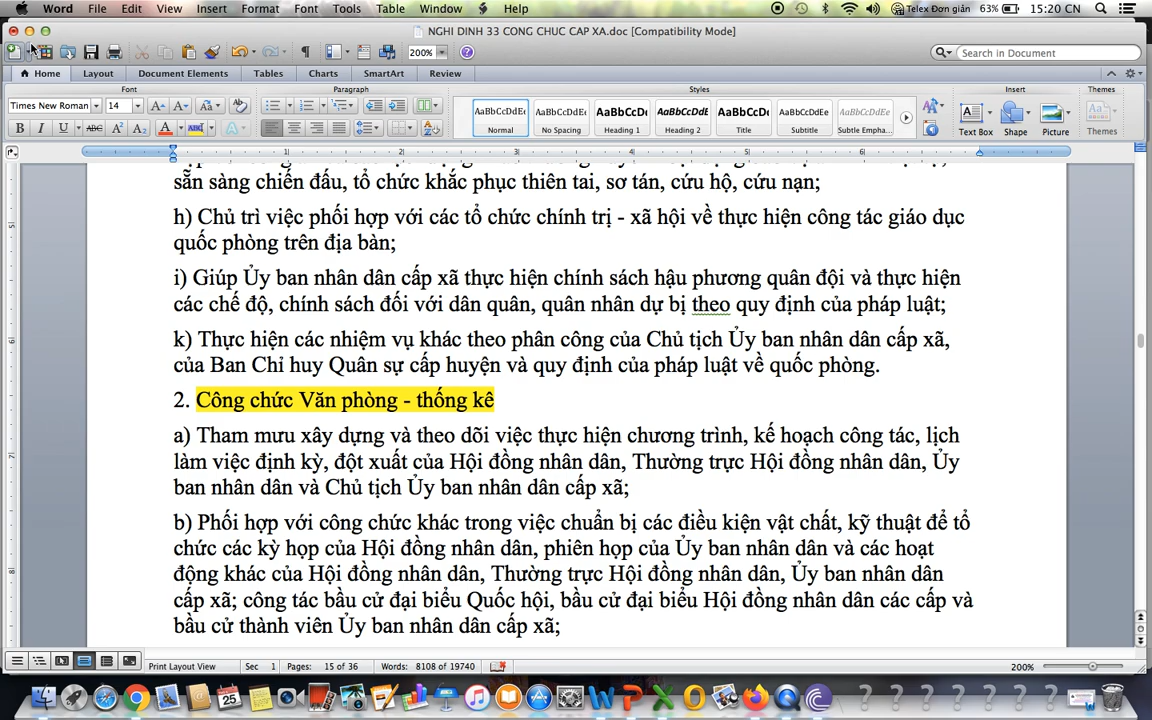 Word File Edit View Insert Format Font Tools Table Window Help Telex Đơn giản 63% 15:20 CN
NGHI DINH 33 CONG CHUC CAP XA.doc [Compatibility Mode]
200% Search in Document
Home Layout Document Elements Tables Charts SmartArt Review
Font Paragraph Styles Insert Themes
Times New Roman 14
AaBbCcDdEe AaBbCcDdEe AaBbCcDc AaBbCcDdEe AaBbCcDc AaBbCcDdEe AaBbCcDdEe
Normal No Spacing Heading 1 Heading 2 Title Subtitle Subtle Empha... Text Box Shape Picture Themes
sẵn sàng chiến đấu, tổ chức khắc phục thiên tai, sơ tán, cứu hộ, cứu nạn;
h) Chủ trì việc phối hợp với các tổ chức chính trị - xã hội về thực hiện công tác giáo dục
quốc phòng trên địa bàn;
i) Giúp Ủy ban nhân dân cấp xã thực hiện chính sách hậu phương quân đội và thực hiện
các chế độ, chính sách đối với dân quân, quân nhân dự bị theo quy định của pháp luật;
k) Thực hiện các nhiệm vụ khác theo phân công của Chủ tịch Ủy ban nhân dân cấp xã,
của Ban Chỉ huy Quân sự cấp huyện và quy định của pháp luật về quốc phòng.
2. Công chức Văn phòng - thống kê
a) Tham mưu xây dựng và theo dõi việc thực hiện chương trình, kế hoạch công tác, lịch
làm việc định kỳ, đột xuất của Hội đồng nhân dân, Thường trực Hội đồng nhân dân, Ủy
ban nhân dân và Chủ tịch Ủy ban nhân dân cấp xã;
b) Phối hợp với công chức khác trong việc chuẩn bị các điều kiện vật chất, kỹ thuật để tổ
chức các kỳ họp của Hội đồng nhân dân, phiên họp của Ủy ban nhân dân và các hoạt
động khác của Hội đồng nhân dân, Thường trực Hội đồng nhân dân, Ủy ban nhân dân
cấp xã; công tác bầu cử đại biểu Quốc hội, bầu cử đại biểu Hội đồng nhân dân các cấp và
bầu cử thành viên Ủy ban nhân dân cấp xã;
Print Layout View Sec 1 Pages: 15 of 36 Words: 8108 of 19740 200%